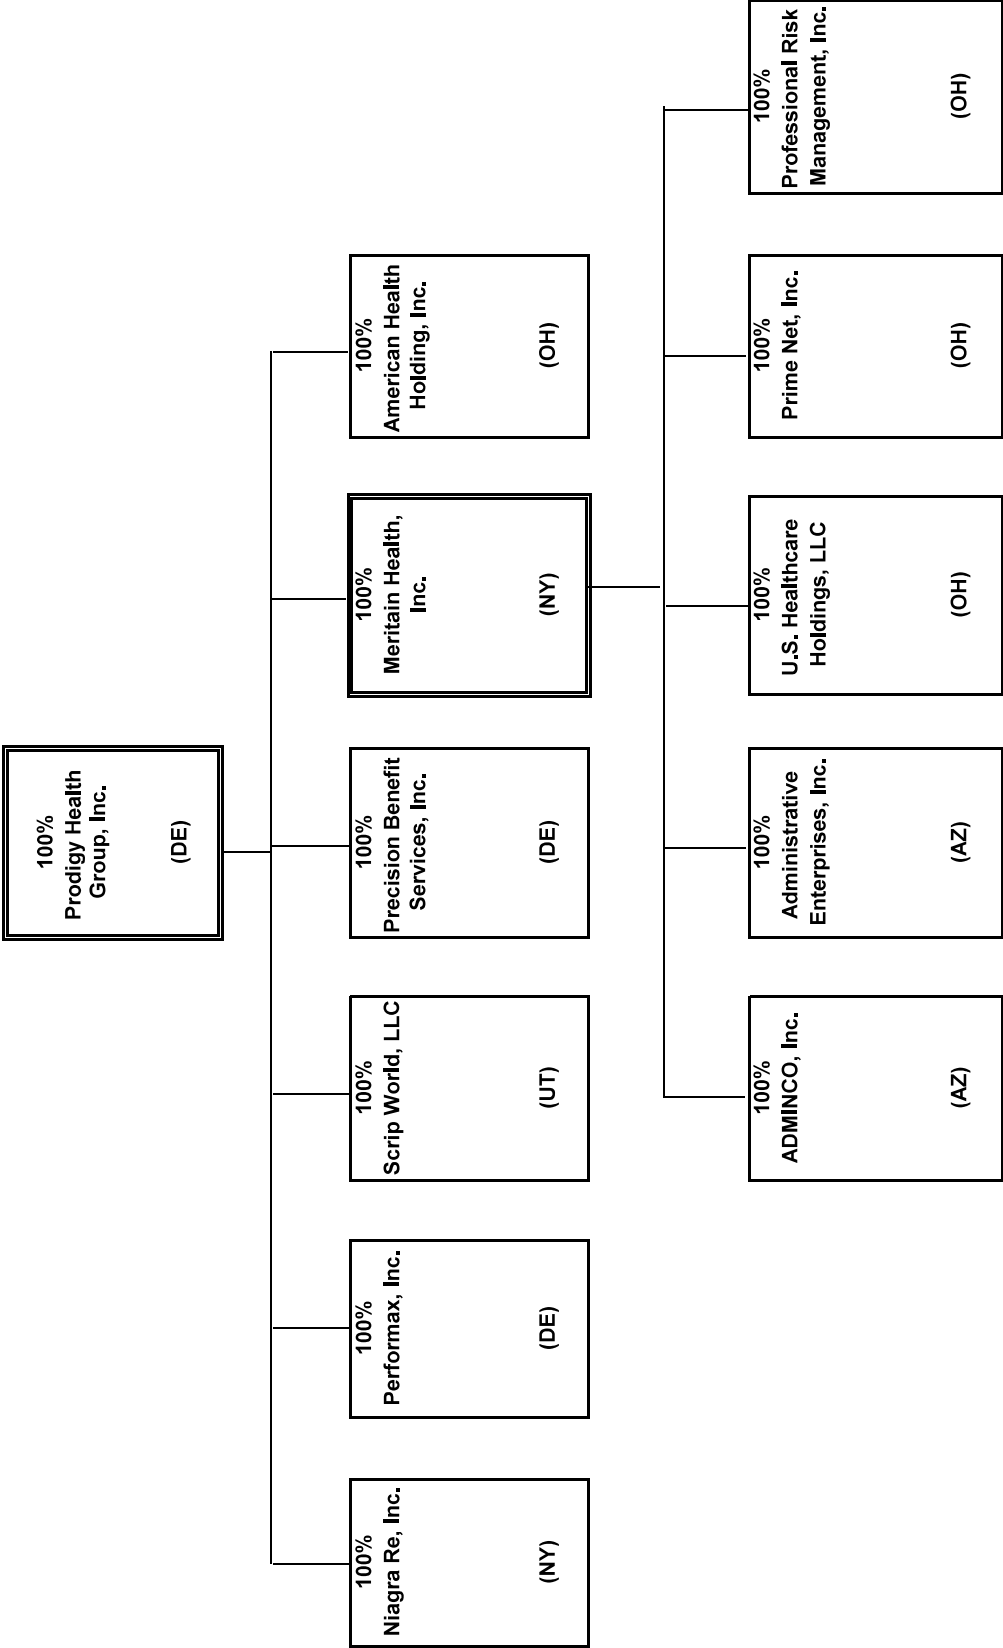 100%
Prodigy Health
Group, Inc.
(DE)
100%
Niagra Re, Inc.
(NY)
100%
Performax, Inc.
(DE)
100%
Scrip World, LLC
(UT)
100%
Precision Benefit
Services, Inc.
(DE)
100%
Meritain Health,
Inc.
(NY)
100%
American Health
Holding, Inc.
(OH)
100%
ADMINCO, Inc.
(AZ)
100%
Administrative
Enterprises, Inc.
(AZ)
100%
U.S. Healthcare
Holdings, LLC
(OH)
100%
Prime Net, Inc.
(OH)
100%
Professional Risk
Management, Inc.
(OH)